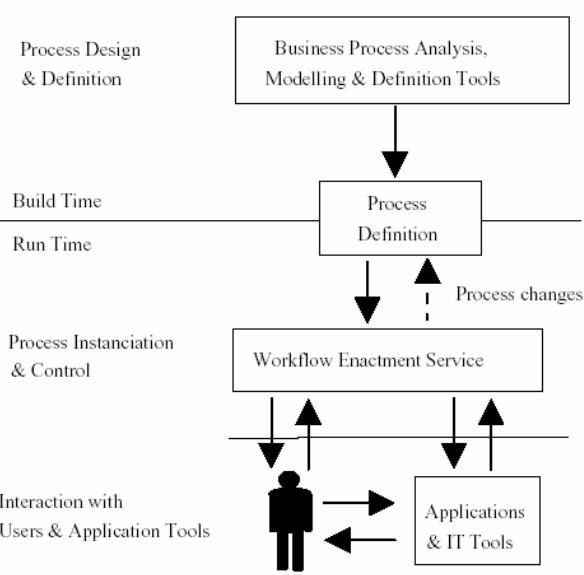 Process Design
& Definition
Business Process Analysis,
Modelling & Definition Tools
Build Time
Run Time
Process
Definition
Process changes
Process Instanciation
& Control
Workflow Enactment Service
Interaction with
Users & Application Tools
Applications
& IT Tools